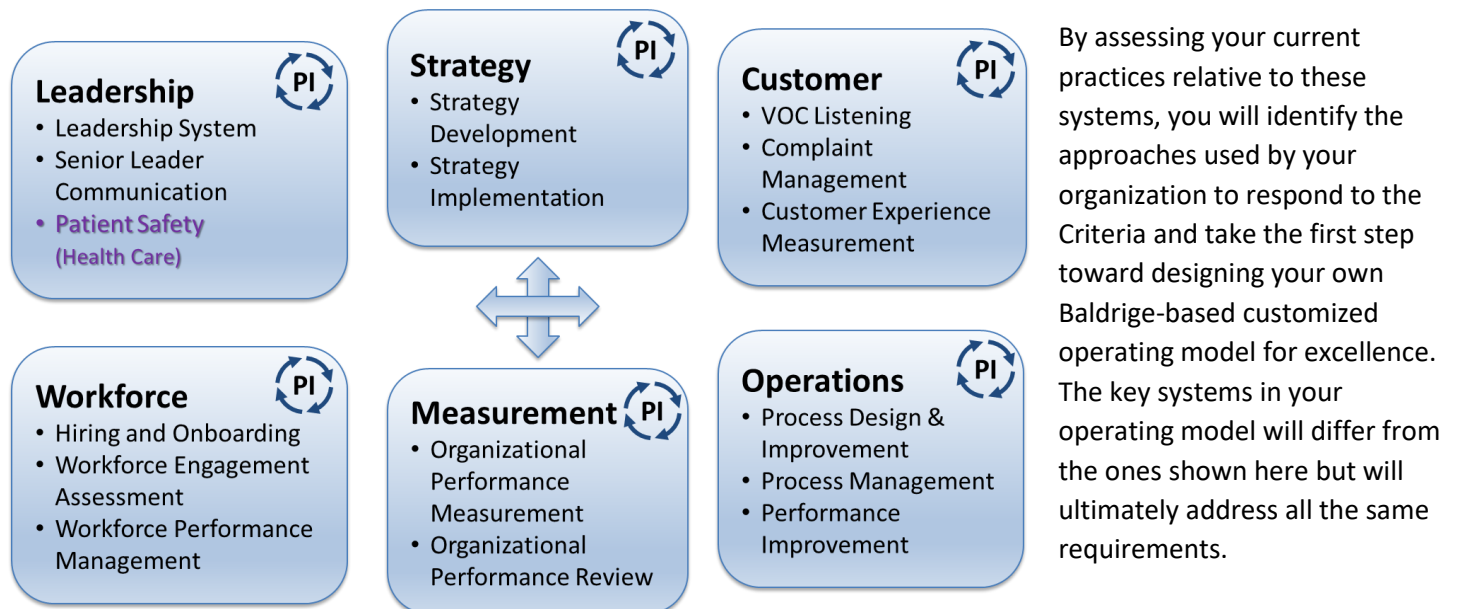 PI
Leadership
• Leadership System
• Senior Leader
Communication
• Patient Safety
(Health Care)
PI
Strategy
• Strategy
Development
• Strategy
Implementation
PI
Customer
• VOC Listening
• Complaint
Management
• Customer Experience
Measurement
PI
Workforce
• Hiring and Onboarding
• Workforce Engagement
Assessment
• Workforce Performance
Management
PI
Measurement
• Organizational
Performance
Measurement
• Organizational
Performance Review
PI
Operations
• Process Design &
Improvement
• Process Management
• Performance
Improvement
By assessing your current
practices relative to these
systems, you will identify the
approaches used by your
organization to respond to the
Criteria and take the first step
toward designing your own
Baldrige-based customized
operating model for excellence.
The key systems in your
operating model will differ from
the ones shown here but will
ultimately address all the same
requirements.